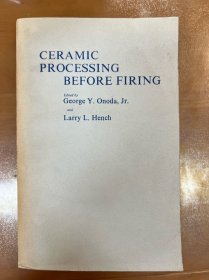 CERAMIC
PROCESSING
BEFORE FIRING
Edited by
George Y. Onoda, Jr.
and
Larry L. Hench